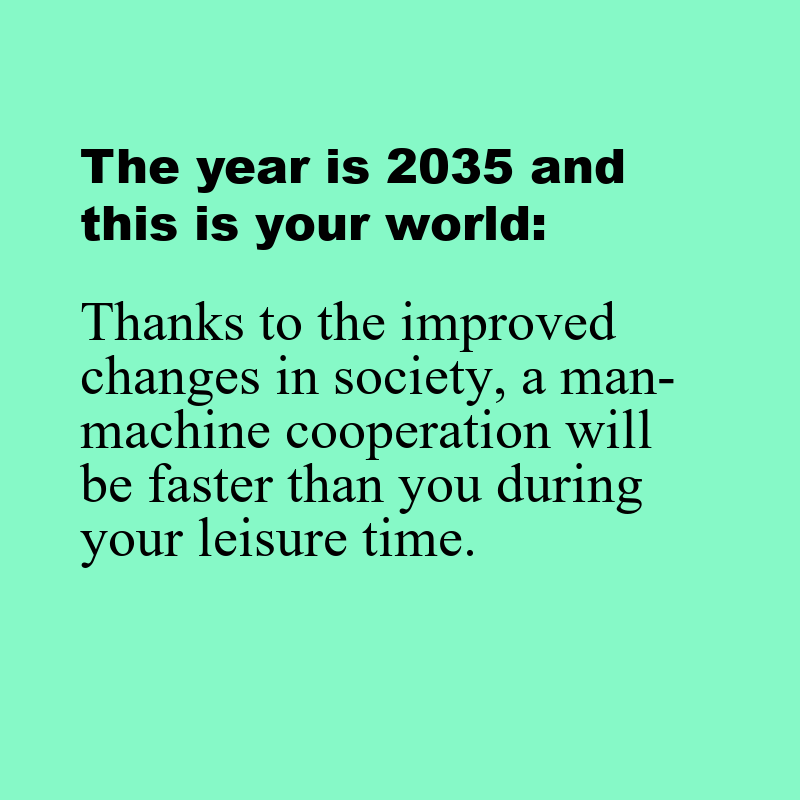 The year is 2035 and
this is your world:
Thanks to the improved
changes in society, a man-
machine cooperation will
be faster than you during
your leisure time.